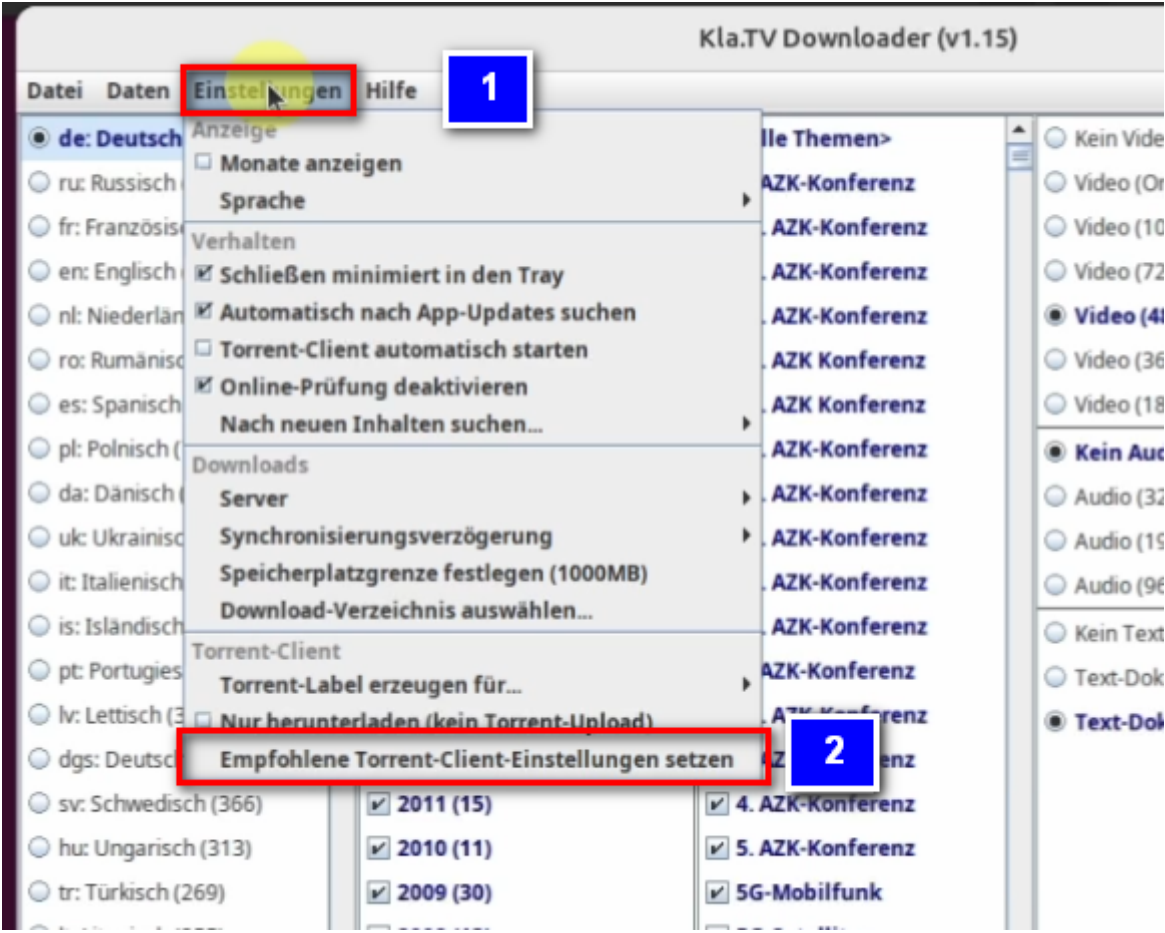 Kla.TV Downloader (v1.15)
Datei Daten Einstellungen Hilfe
1
Anzeige
Monate anzeigen
Sprache
Verhalten
Schließen minimiert in den Tray
Automatisch nach App-Updates suchen
Torrent-Client automatisch starten
Online-Prüfung deaktivieren
Nach neuen Inhalten suchen...
Downloads
Server
Synchronisierungsverzögerung
Speicherplatzgrenze festlegen (1000MB)
Download-Verzeichnis auswählen...
Torrent-Client
Torrent-Label erzeugen für...
Nur herunterladen (kein Torrent-Upload)
Empfohlene Torrent-Client-Einstellungen setzen
2
de: Deutsch
ru: Russisch
fr: Französis
en: Englisch
nl: Niederlän
ro: Rumänisc
es: Spanisch
pl: Polnisch (
da: Dänisch
uk: Ukrainisc
it: Italienisch
is: Isländisch
pt: Portugies
lv: Lettisch (3
dgs: Deutsc
sv: Schwedisch (366)
hu: Ungarisch (313)
tr: Türkisch (269)
2011 (15)
2010 (11)
2009 (30)
lle Themen>
AZK-Konferenz
. AZK-Konferenz
. AZK-Konferenz
. AZK-Konferenz
. AZK Konferenz
. AZK Konferenz
. AZK-Konferenz
. AZK-Konferenz
. AZK-Konferenz
. AZK-Konferenz
. AZK-Konferenz
AZK-Konferenz
4. AZK-Konferenz
5. AZK-Konferenz
5G-Mobilfunk
Kein Vide
Video (Or
Video (10
Video (72
Video (48
Video (36
Video (18
Kein Aud
Audio (32
Audio (19
Audio (96
Kein Text
Text-Dok
Text-Dok